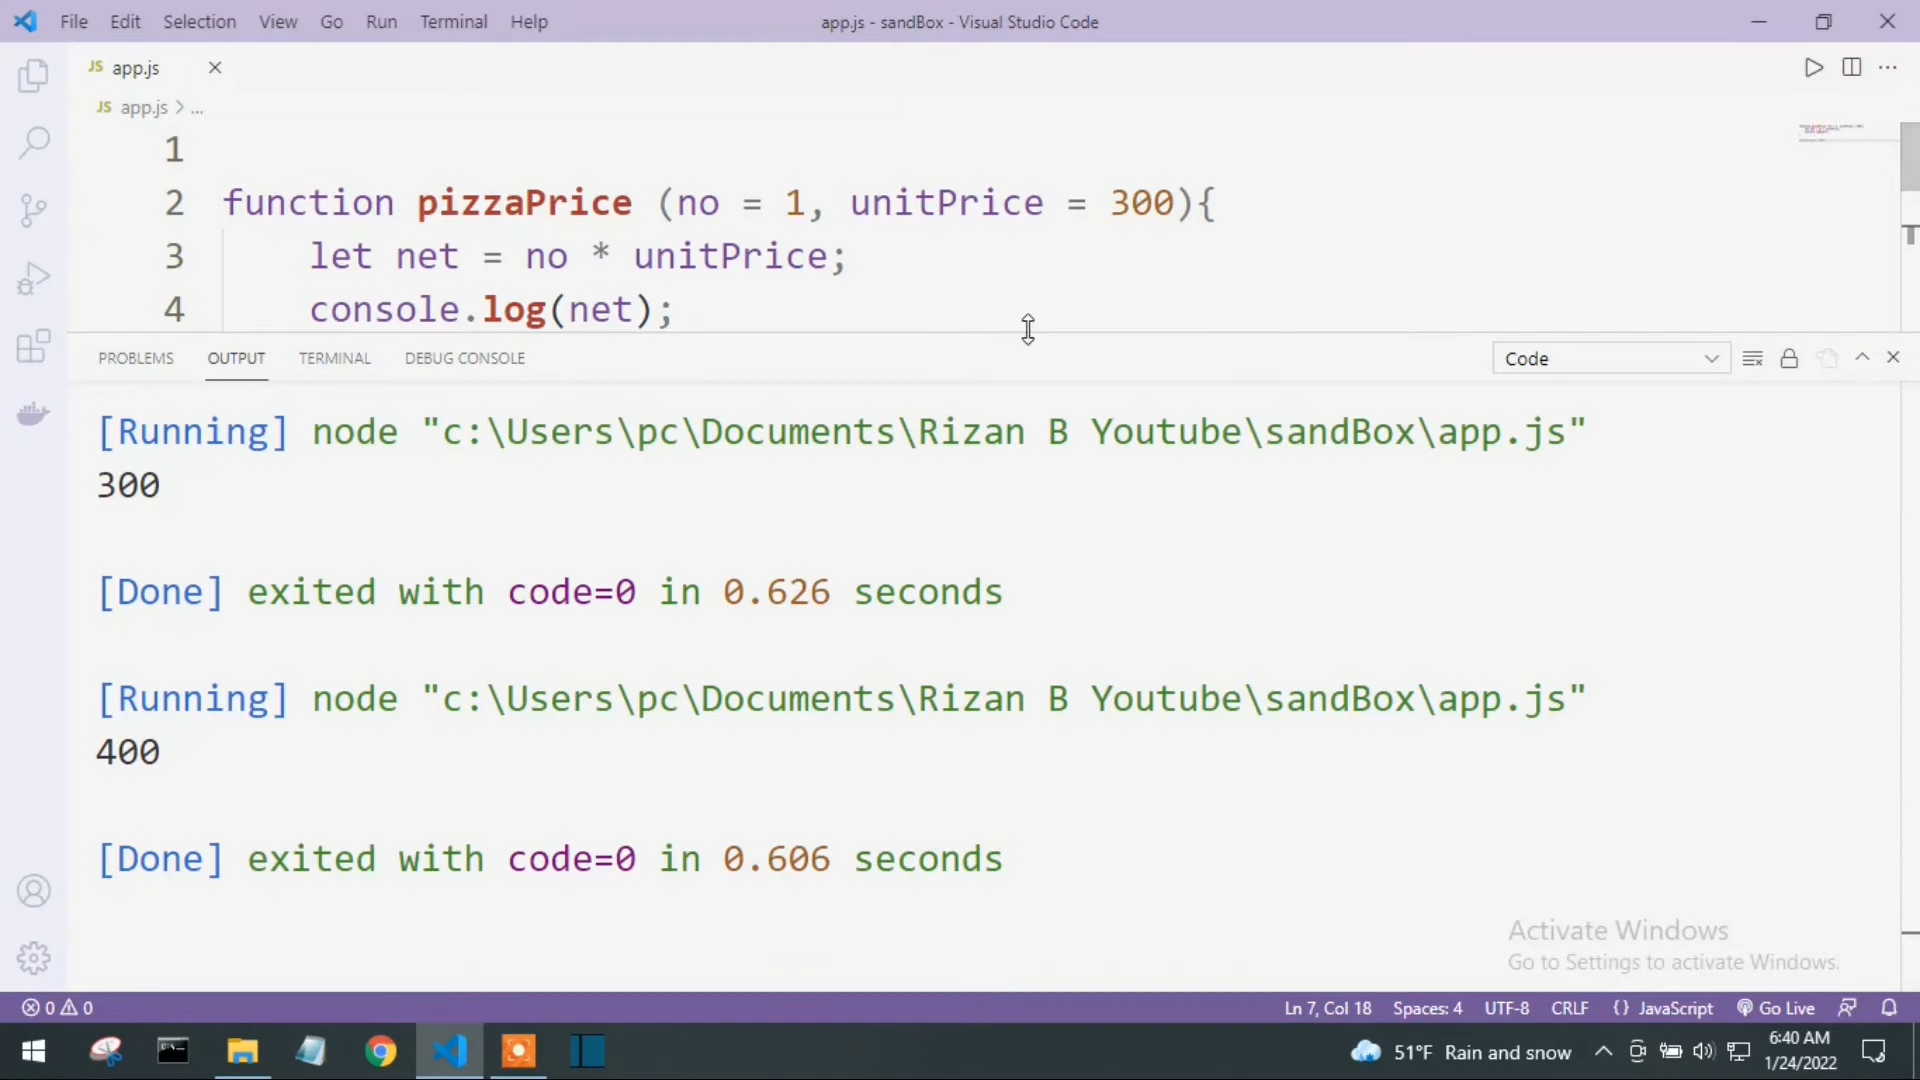 File Edit Selection View Go Run Terminal Help app.js - sandBox - Visual Studio Code
JS app.js
JS app.js > ...
1
2 function pizzaPrice (no = 1, unitPrice = 300){
3 let net = no * unitPrice;
4 console.log(net);
PROBLEMS OUTPUT TERMINAL DEBUG CONSOLE Code
[Running] node "c:\Users\pc\Documents\Rizan B Youtube\sandBox\app.js"
300
[Done] exited with code=0 in 0.626 seconds
[Running] node "c:\Users\pc\Documents\Rizan B Youtube\sandBox\app.js"
400
[Done] exited with code=0 in 0.606 seconds
Activate Windows
Go to Settings to activate Windows.
0 0 Ln 7, Col 18 Spaces: 4 UTF-8 CRLF {} JavaScript Go Live
51°F Rain and snow 6:40 AM
1/24/2022